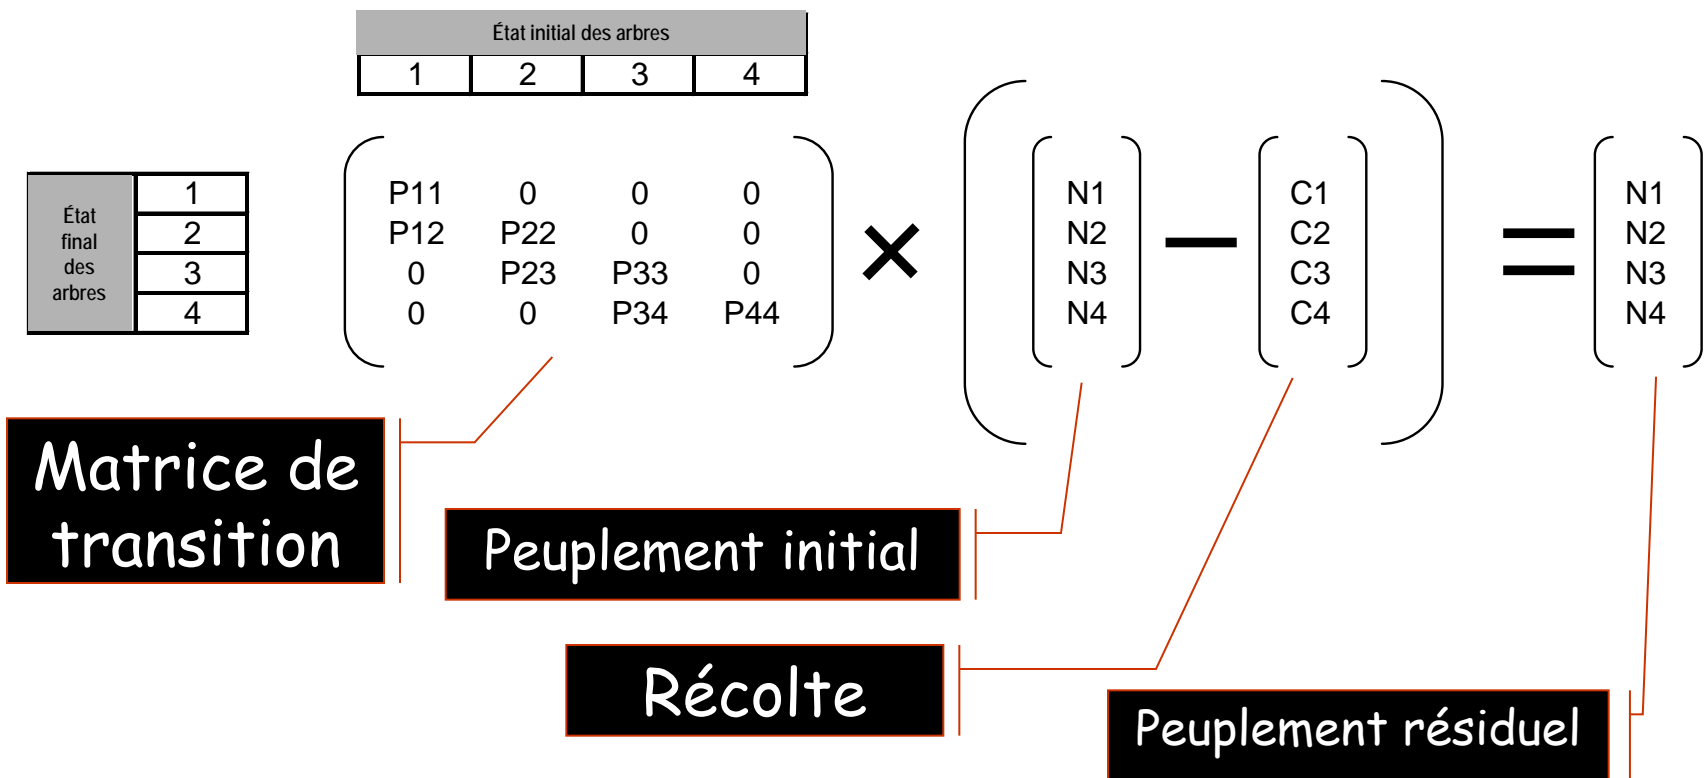 État initial des arbres
1 2 3 4
État final des arbres
1
2
3
4
P11 0 0 0
P12 P22 0 0
0 P23 P33 0
0 0 P34 P44
×
N1
N2
N3
N4
−
C1
C2
C3
C4
=
N1
N2
N3
N4
Matrice de
transition
Peuplement initial
Récolte
Peuplement résiduel